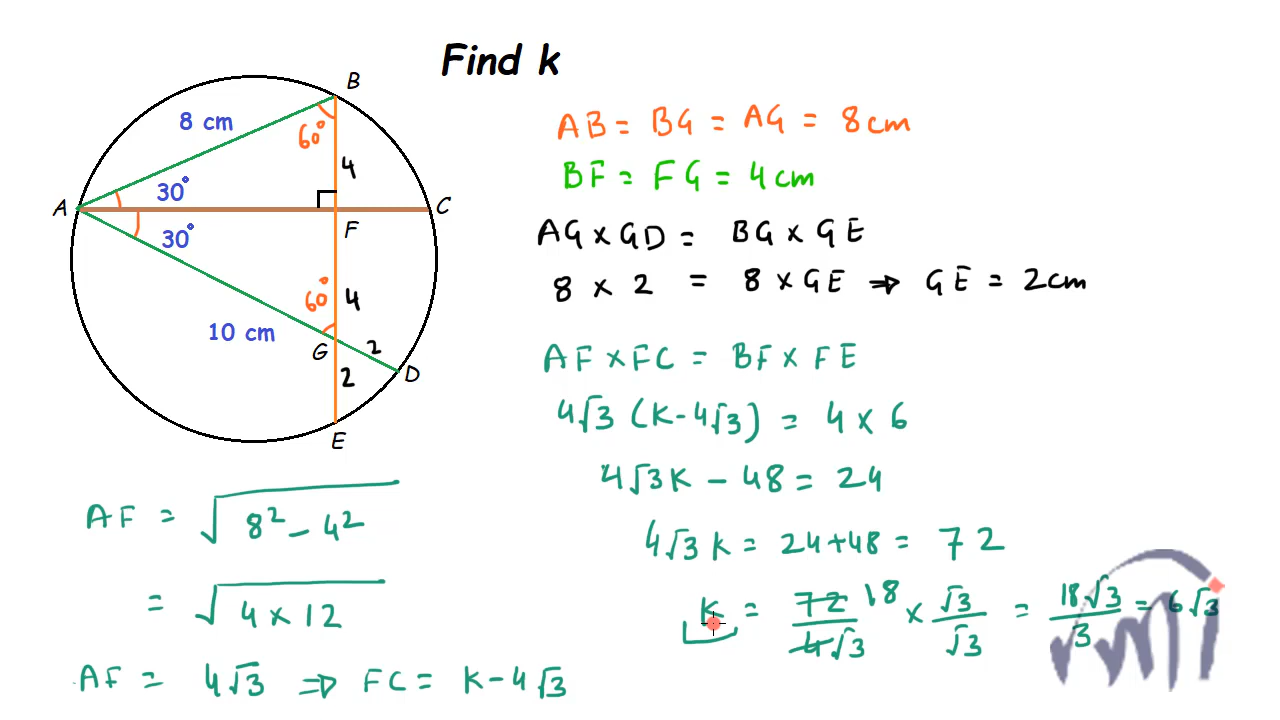 Find k
B
8 cm
60°
4
30°
A
C
F
30°
60°
4
10 cm
G
2
D
2
E
AB = BG = AG = 8cm
BF = FG = 4cm
AG × GD = BG × GE
8 × 2 = 8 × GE ⇒ GE = 2cm
AF × FC = BF × FE
4√3 (K-4√3) = 4 × 6
4√3K - 48 = 24
4√3 K = 24+48 = 72
K = 72/4√3 18 × √3/√3 = 18√3/3 = 6√3
AF = √(8² - 4²)
= √(4 × 12)
AF = 4√3 ⇒ FC = K-4√3
rmi